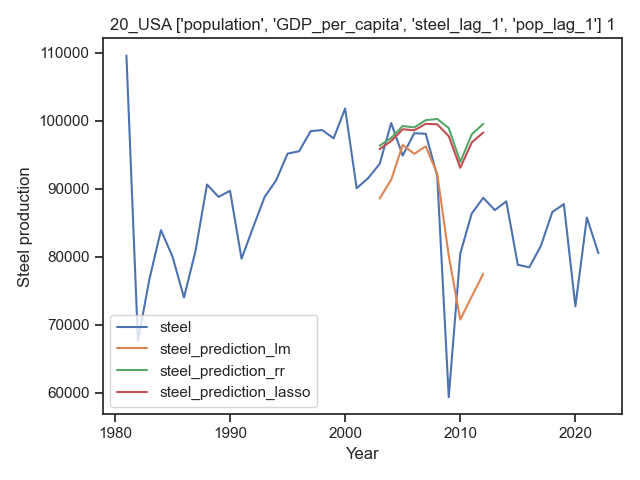 20_USA ['population', 'GDP_per_capita', 'steel_lag_1', 'pop_lag_1'] 1
110000
100000
90000
80000
70000
60000
Steel production
steel
steel_prediction_lm
steel_prediction_rr
steel_prediction_lasso
1980 1990 2000 2010 2020
Year